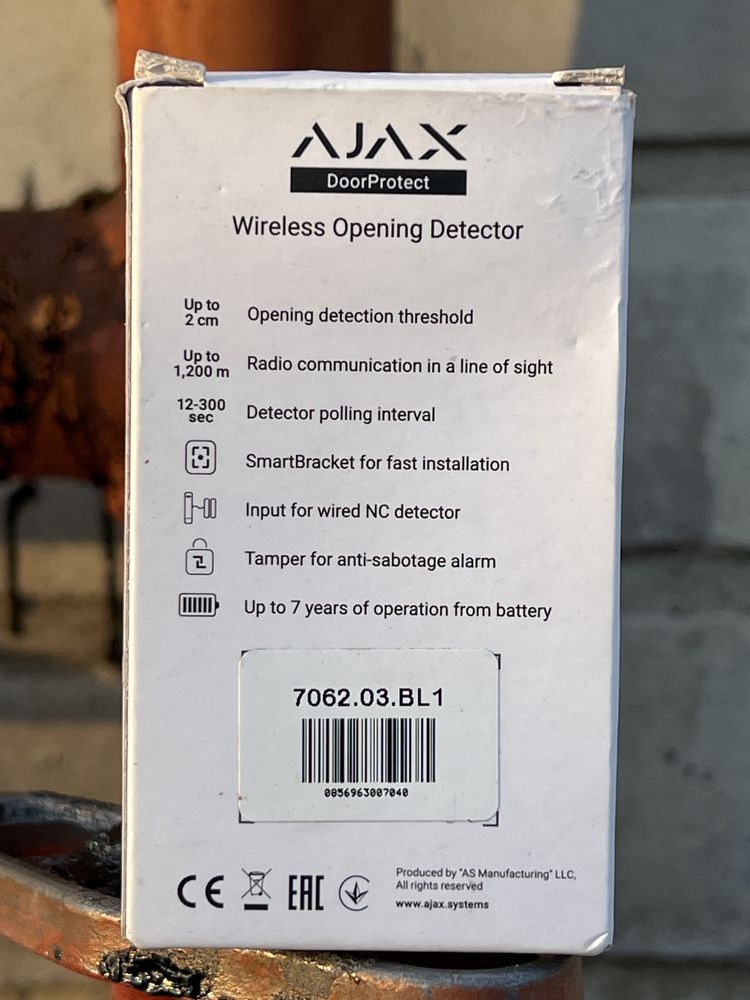 AJAX
DoorProtect
Wireless Opening Detector
Up to
2 cm
Opening detection threshold
Up to
1,200 m
Radio communication in a line of sight
12-300
sec
Detector polling interval
SmartBracket for fast installation
Input for wired NC detector
Tamper for anti-sabotage alarm
Up to 7 years of operation from battery
7062.03.BL1
0856963007040
CE
EAC
Produced by "AS Manufacturing" LLC,
All rights reserved
www.ajax.systems